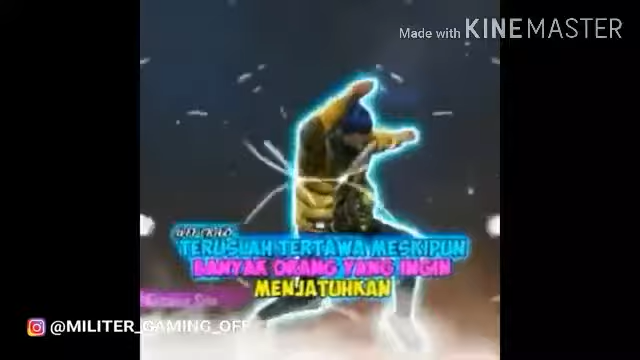 Made with KINEMASTER
TERUSLAH TERTAWA MESKIPUN
BANYAK ORANG YANG INGIN
MENJATUHKAN
@MILITER_GAMING_OFF